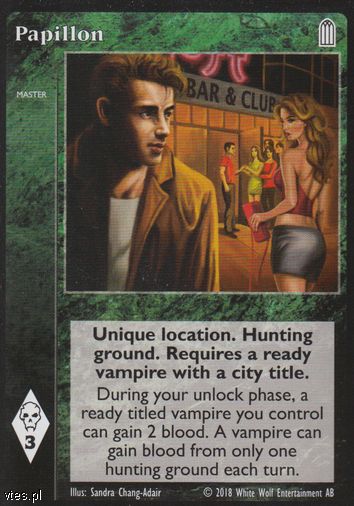 Papillon
MASTER
BAR & CLUB
Unique location. Hunting
ground. Requires a ready
vampire with a city title.
During your unlock phase, a
ready titled vampire you control
can gain 2 blood. A vampire can
gain blood from only one
hunting ground each turn.
3
vtes.pl
Illus: Sandra Chang-Adair © 2018 White Wolf Entertainment AB